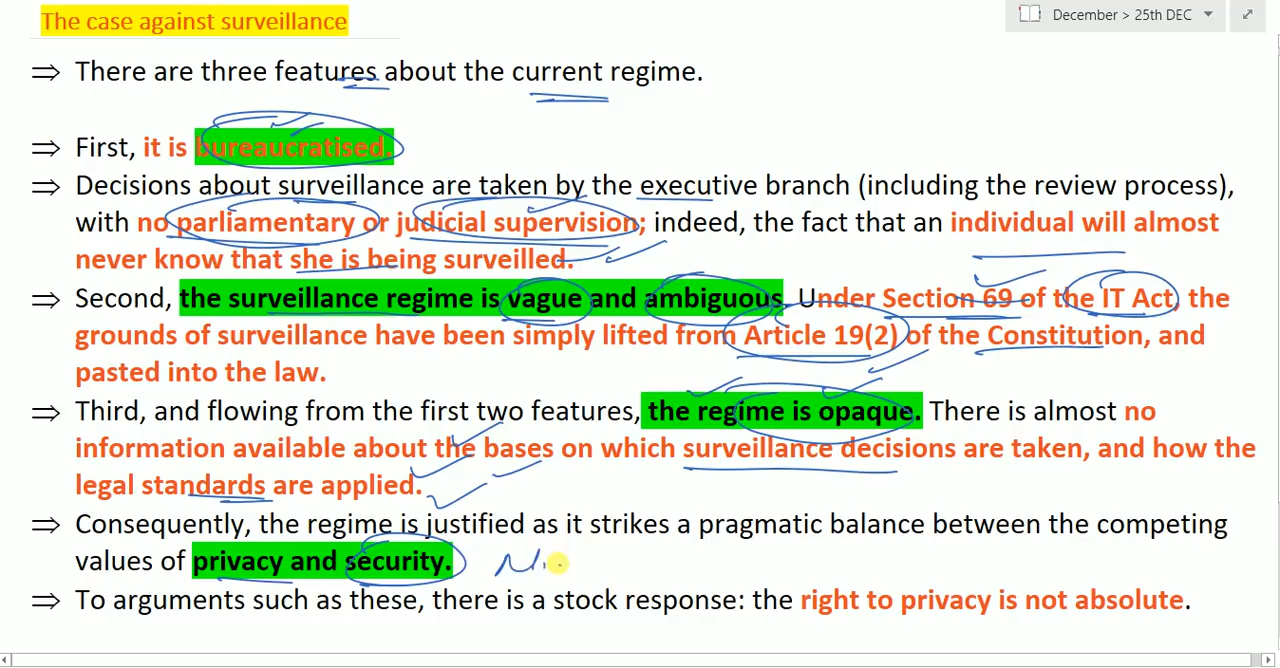 The case against surveillance
December > 25th DEC
⇒ There are three features about the current regime.
⇒ First, it is bureaucratised.
⇒ Decisions about surveillance are taken by the executive branch (including the review process),
with no parliamentary or judicial supervision; indeed, the fact that an individual will almost
never know that she is being surveilled.
⇒ Second, the surveillance regime is vague and ambiguous. Under Section 69 of the IT Act, the
grounds of surveillance have been simply lifted from Article 19(2) of the Constitution, and
pasted into the law.
⇒ Third, and flowing from the first two features, the regime is opaque. There is almost no
information available about the bases on which surveillance decisions are taken, and how the
legal standards are applied.
⇒ Consequently, the regime is justified as it strikes a pragmatic balance between the competing
values of privacy and security.
⇒ To arguments such as these, there is a stock response: the right to privacy is not absolute.